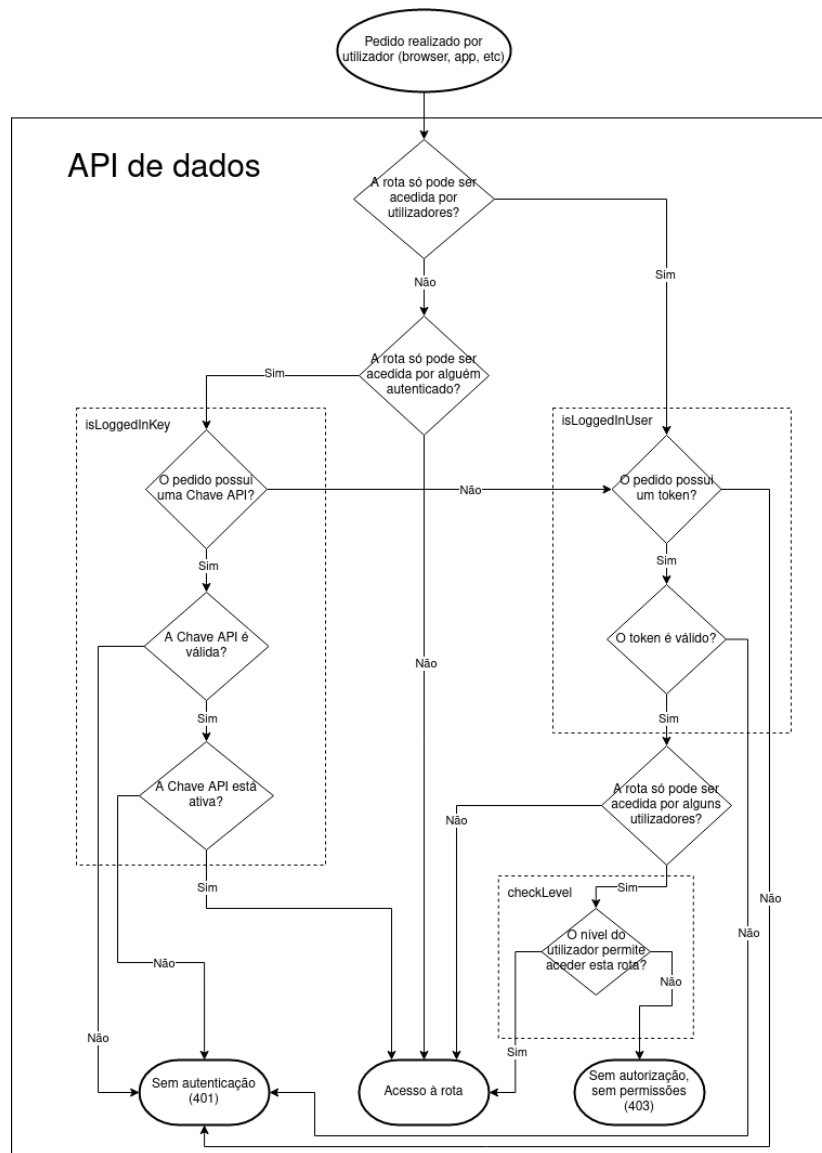 Pedido realizado por
utilizador (browser, app, etc)
API de dados
A rota só pode ser
acedida por
utilizadores?
Sim
Não
A rota só pode ser
acedida por alguém
autenticado?
Sim
isLoggedInKey
isLoggedInUser
O pedido possui
uma Chave API?
Não
O pedido possui
um token?
Sim
Sim
A Chave API é
válida?
O token é válido?
Não
Sim
Sim
A Chave API está
ativa?
A rota só pode ser
acedida por alguns
utilizadores?
Não
Sim
Sim
checkLevel
Não
Não
O nível do
utilizador permite
aceder esta rota?
Não
Não
Não
Sim
Sem autenticação
(401)
Acesso à rota
Sem autorização,
sem permissões
(403)